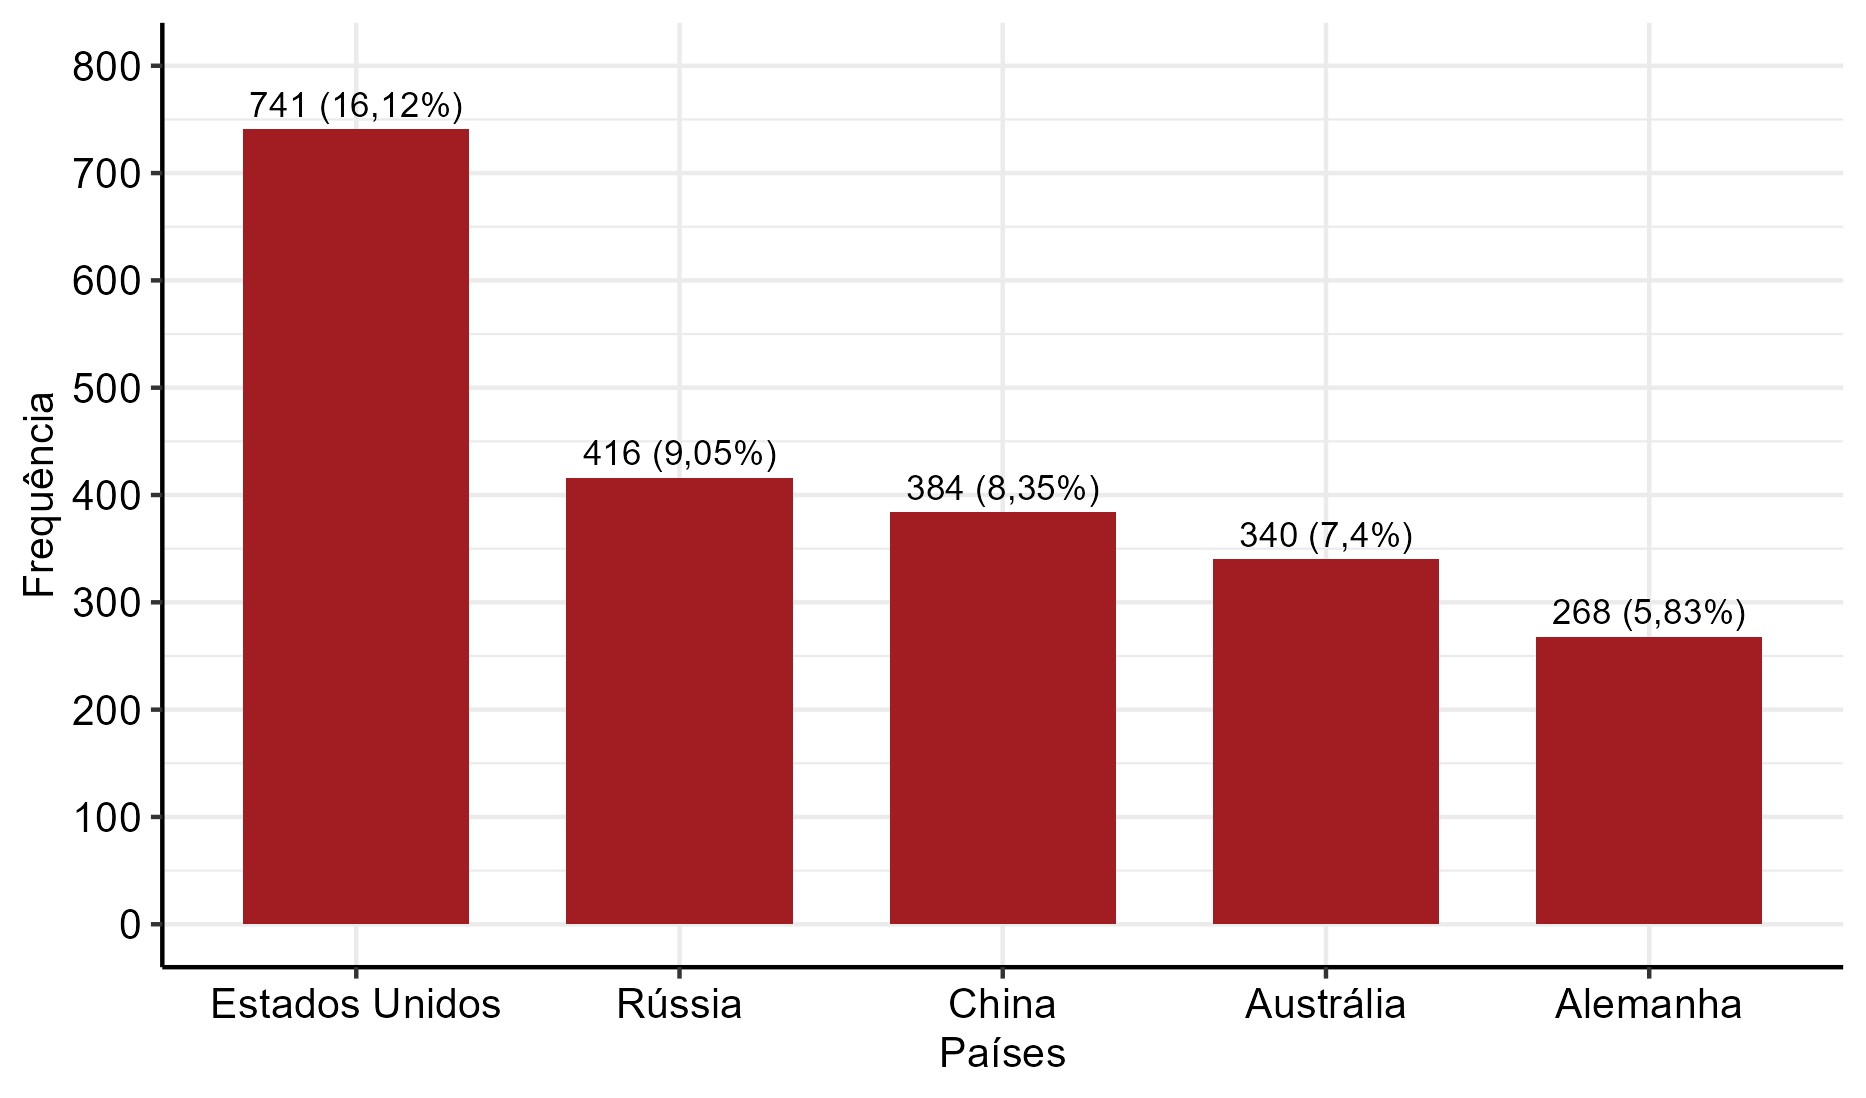 Frequência
800
700
600
500
400
300
200
100
0
741 (16,12%)
416 (9,05%)
384 (8,35%)
340 (7,4%)
268 (5,83%)
Estados Unidos
Rússia
China
Austrália
Alemanha
Países